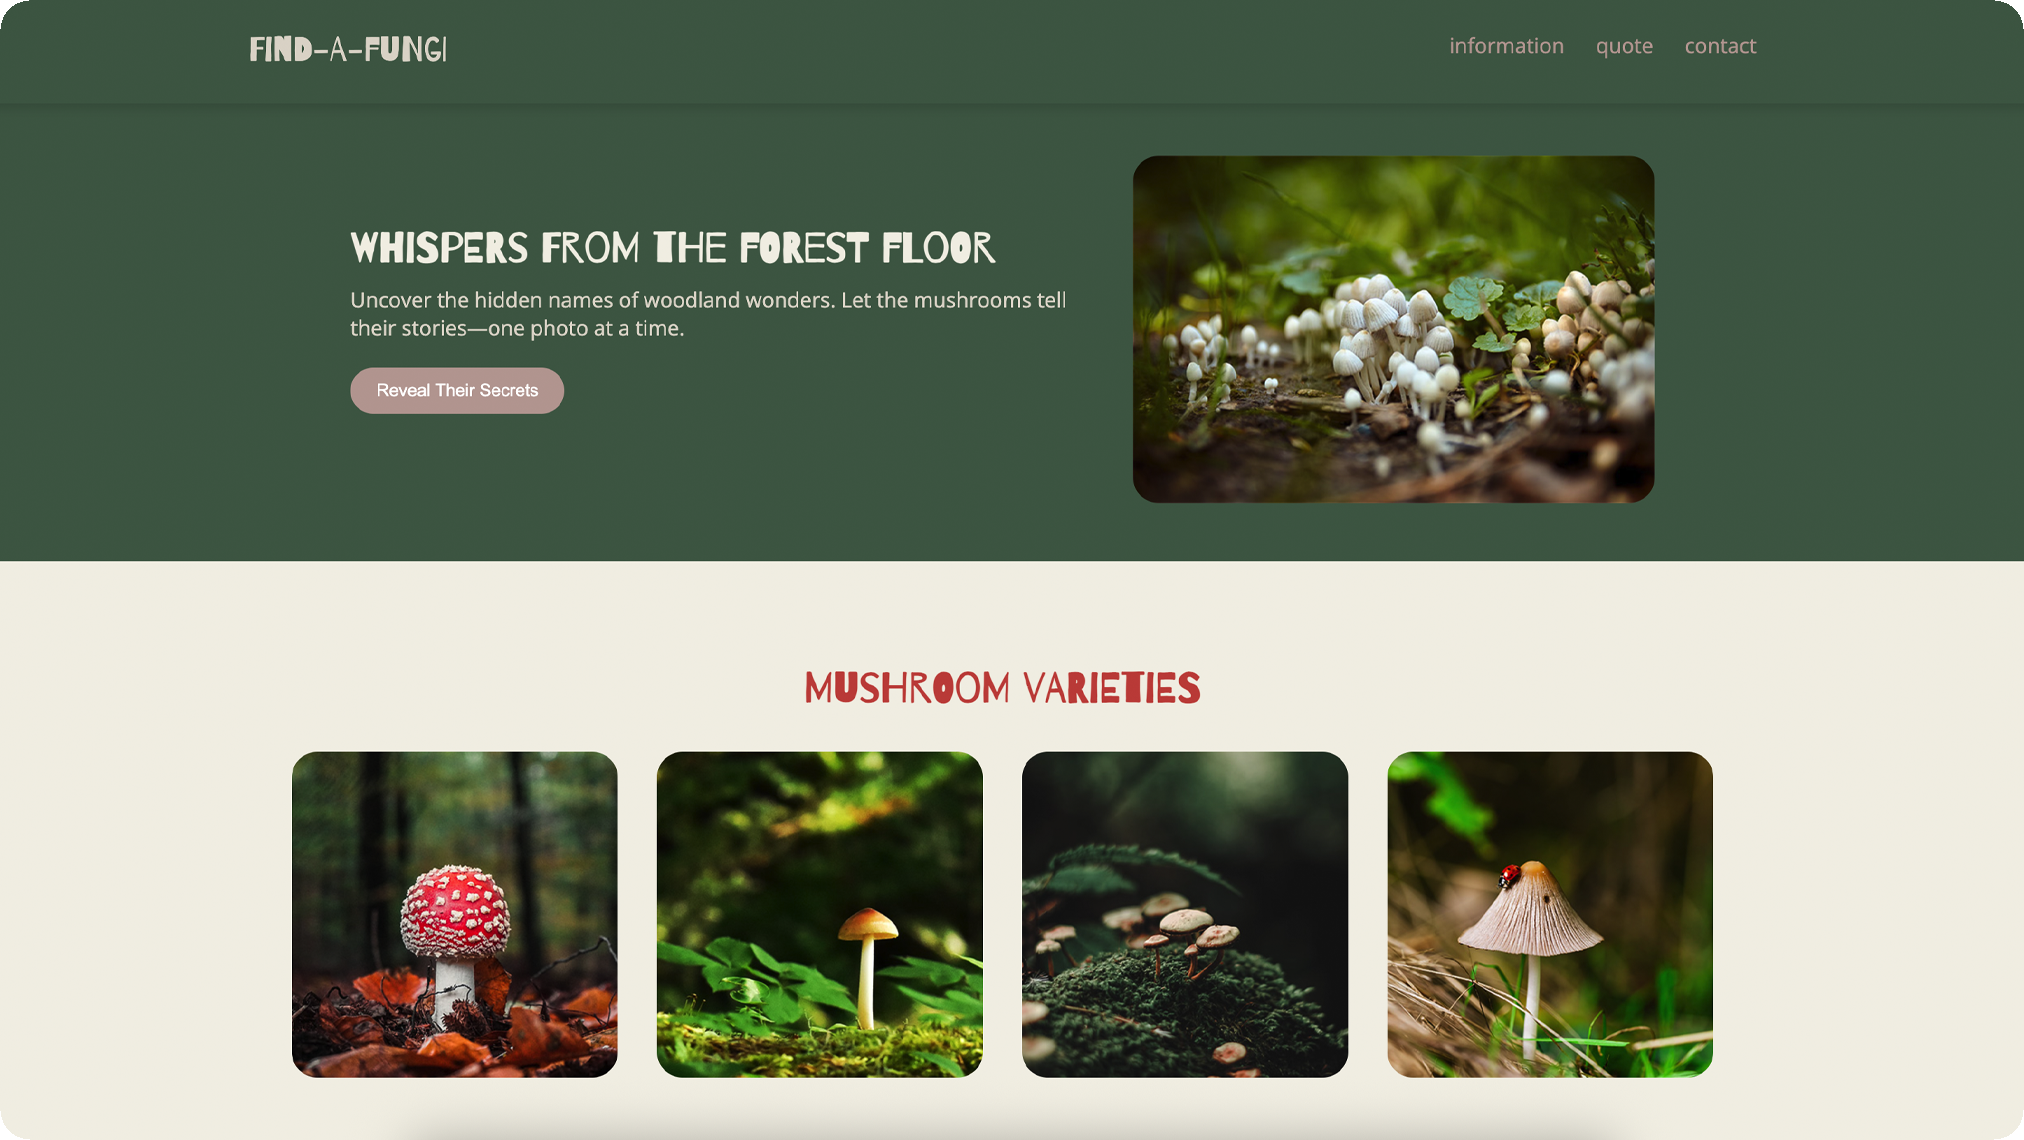 FIND-A-FUNGI
information quote contact
WHISPERS FROM THE FOREST FLOOR
Uncover the hidden names of woodland wonders. Let the mushrooms tell
their stories—one photo at a time.
Reveal Their Secrets
MUSHROOM VARIETIES